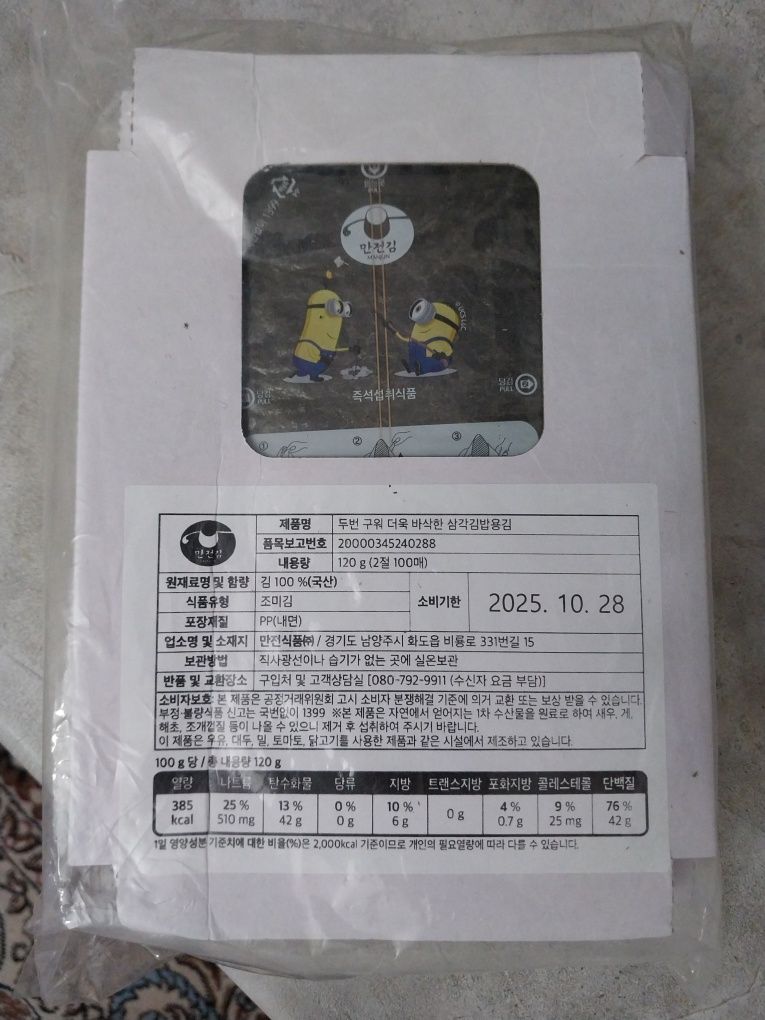 만전김
MANJUN
© UCS LLC
당김
PULL
당김
PULL
즉석섭취식품
① ② ③
만전김
제품명 두번 구워 더욱 바삭한 삼각김밥용김
품목보고번호 20000345240288
내용량 120 g (2절 100매)
원재료명 및 함량 김 100 %(국산)
식품유형 조미김
소비기한 2025. 10. 28
포장재질 PP(내면)
업소명 및 소재지 만전식품㈜ / 경기도 남양주시 화도읍 비룡로 331번길 15
보관방법 직사광선이나 습기가 없는 곳에 실온보관
반품 및 교환장소 구입처 및 고객상담실 [080-792-9911 (수신자 요금 부담)]
소비자보호: 본 제품은 공정거래위원회 고시 소비자 분쟁해결 기준에 의거 교환 또는 보상 받을 수 있습니다.
부정·불량식품 신고는 국번없이 1399 ※본 제품은 자연에서 얻어지는 1차 수산물을 원료로 하여 새우, 게,
해초, 조개껍질 등이 나올 수 있으니 제거 후 섭취하여 주시기 바랍니다.
이 제품은 우유, 대두, 밀, 토마토, 닭고기를 사용한 제품과 같은 시설에서 제조하고 있습니다.
100 g 당 / 총 내용량 120 g
열량 나트륨 탄수화물 당류 지방 트랜스지방 포화지방 콜레스테롤 단백질
385 25 % 13 % 0 % 10 % 0 g 4 % 9 % 76 %
kcal 510 mg 42 g 0 g 6 g 0.7 g 25 mg 42 g
1일 영양성분 기준치에 대한 비율(%)은 2,000kcal 기준이므로 개인의 필요열량에 따라 다를 수 있습니다.